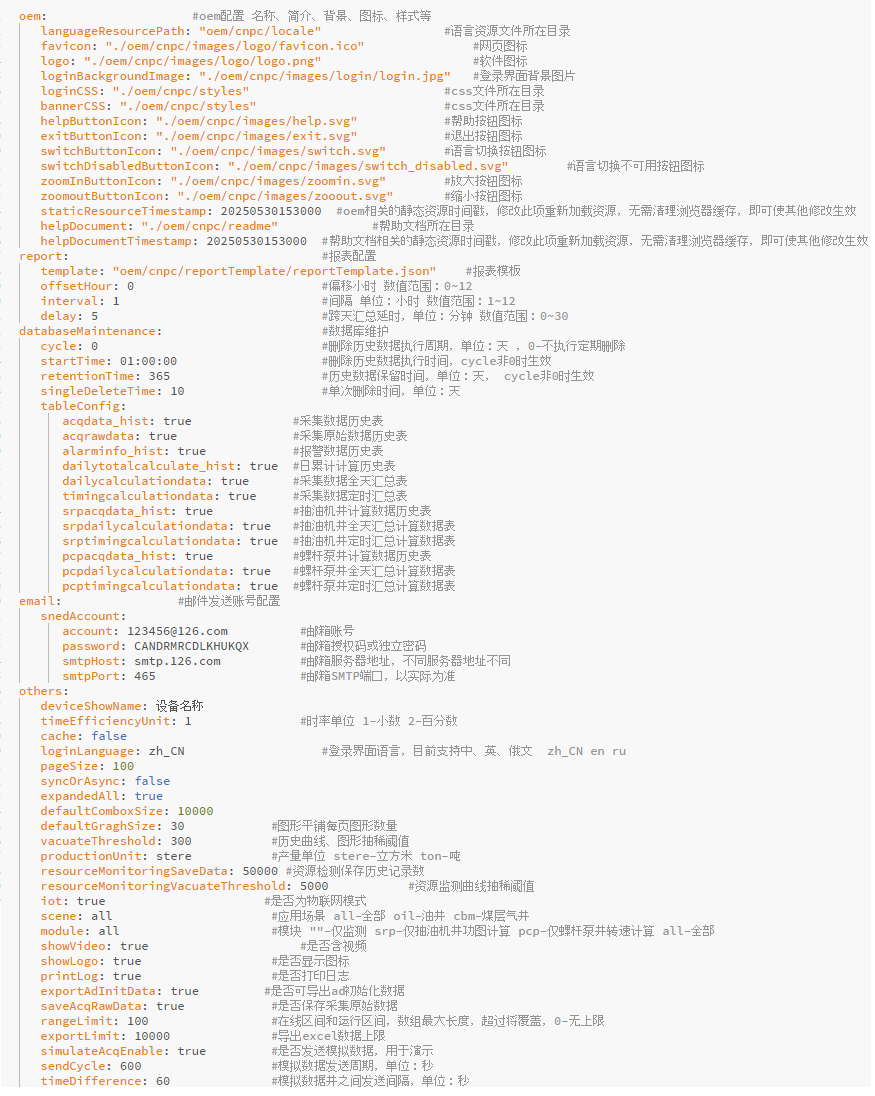 oem: #oem配置 名称、简介、背景、图标、样式等
languageResourcePath: "oem/cnpc/locale" #语言资源文件所在目录
favicon: "./oem/cnpc/images/logo/favicon.ico" #网页图标
logo: "./oem/cnpc/images/logo/logo.png" #软件图标
loginBackgroundImage: "./oem/cnpc/images/login/login.jpg" #登录界面背景图片
loginCSS: "./oem/cnpc/styles" #css文件所在目录
bannerCSS: "./oem/cnpc/styles" #css文件所在目录
helpButtonIcon: "./oem/cnpc/images/help.svg" #帮助按钮图标
exitButtonIcon: "./oem/cnpc/images/exit.svg" #退出按钮图标
switchButtonIcon: "./oem/cnpc/images/switch.svg" #语言切换按钮图标
switchDisabledButtonIcon: "./oem/cnpc/images/switch_disabled.svg" #语言切换不可用按钮图标
zoomInButtonIcon: "./oem/cnpc/images/zoomin.svg" #放大按钮图标
zoomoutButtonIcon: "./oem/cnpc/images/zooout.svg" #缩小按钮图标
staticResourceTimestamp: 20250530153000 #oem相关的静态资源时间戳，修改此项重新加载资源，无需清理浏览器缓存，即可使其他修改生效
helpDocument: "./oem/cnpc/readme" #帮助文档所在目录
helpDocumentTimestamp: 20250530153000 #帮助文档相关的静态资源时间戳，修改此项重新加载资源，无需清理浏览器缓存，即可使其他修改生效
report: #报表配置
template: "oem/cnpc/reportTemplate/reportTemplate.json" #报表模板
offsetHour: 0 #偏移小时 数值范围：0~12
interval: 1 #间隔 单位：小时 数值范围：1~12
delay: 5 #跨天汇总延时，单位：分钟 数值范围：0~30
databaseMaintenance: #数据库维护
cycle: 0 #删除历史数据执行周期，单位：天 ，0-不执行定期删除
startTime: 01:00:00 #删除历史数据执行时间，cycle非0时生效
retentionTime: 365 #历史数据保留时间，单位：天， cycle非0时生效
singleDeleteTime: 10 #单次删除时间，单位：天
tableConfig:
acqdata_hist: true #采集数据历史表
acqrawdata: true #采集原始数据历史表
alarminfo_hist: true #报警数据历史表
dailytotalcalculate_hist: true #日累计计算历史表
dailycalculationdata: true #采集数据全天汇总表
timingcalculationdata: true #采集数据定时汇总表
srpacqdata_hist: true #抽油机井计算数据历史表
srpdailycalculationdata: true #抽油机井全天汇总计算数据表
srptimingcalculationdata: true #抽油机井定时汇总计算数据表
pcpacqdata_hist: true #螺杆泵井计算数据历史表
pcpdailycalculationdata: true #螺杆泵井全天汇总计算数据表
pcptimingcalculationdata: true #螺杆泵井定时汇总计算数据表
email: #邮件发送账号配置
snedAccount:
account: 123456@126.com #邮箱账号
password: CANDRMRCDLKHUKQX #邮箱授权码或独立密码
smtpHost: smtp.126.com #邮箱服务器地址，不同服务器地址不同
smtpPort: 465 #邮箱SMTP端口，以实际为准
others:
deviceShowName: 设备名称
timeEfficiencyUnit: 1 #时率单位 1-小数 2-百分数
cache: false
loginLanguage: zh_CN #登录界面语言，目前支持中、英、俄文 zh_CN en ru
pageSize: 100
syncOrAsync: false
expandedAll: true
defaultComboxSize: 10000
defaultGraghSize: 30 #图形平铺每页图形数量
vacuateThreshold: 300 #历史曲线、图形抽稀阈值
productionUnit: stere #产量单位 stere-立方米 ton-吨
resourceMonitoringSaveData: 50000 #资源检测保存历史记录数
resourceMonitoringVacuateThreshold: 5000 #资源监测曲线抽稀阈值
iot: true #是否为物联网模式
scene: all #应用场景 all-全部 oil-油井 cbm-煤层气井
module: all #模块 ""-仅监测 srp-仅抽油机井功图计算 pcp-仅螺杆泵井转速计算 all-全部
showVideo: true #是否含视频
showLogo: true #是否显示图标
printLog: true #是否打印日志
exportAdInitData: true #是否可导出ad初始化数据
saveAcqRawData: true #是否保存采集原始数据
rangeLimit: 100 #在线区间和运行区间，数组最大长度，超过将覆盖，0-无上限
exportLimit: 10000 #导出excel数据上限
simulateAcqEnable: true #是否发送模拟数据，用于演示
sendCycle: 600 #模拟数据发送周期，单位：秒
timeDifference: 60 #模拟数据井之间发送间隔，单位：秒